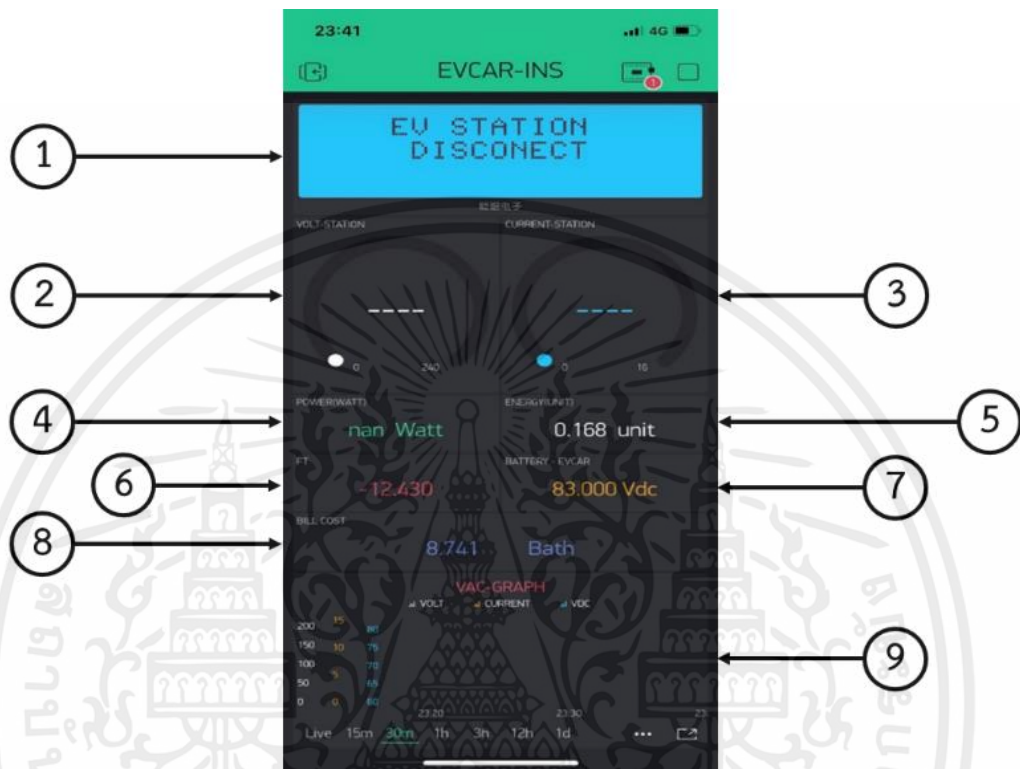 23:41
4G
EVCAR-INS
1
EV STATION
DISCONECT
VOLT-STATION
CURRENT-STATION
----
----
0 240
0 16
POWER(WATT)
ENERGY(UNIT)
nan Watt
0.168 unit
FT
BATTERY - EVCAR
-12.430
83.000 Vdc
BILL COST
8.741 Bath
VAC-GRAPH
VOLT CURRENT VDC
200 15 80
150 10 75
100 70
50 5 65
0 0 60
23:20 23:30 23
Live 15m 30m 1h 3h 12h 1d
1
2
3
4
5
6
7
8
9